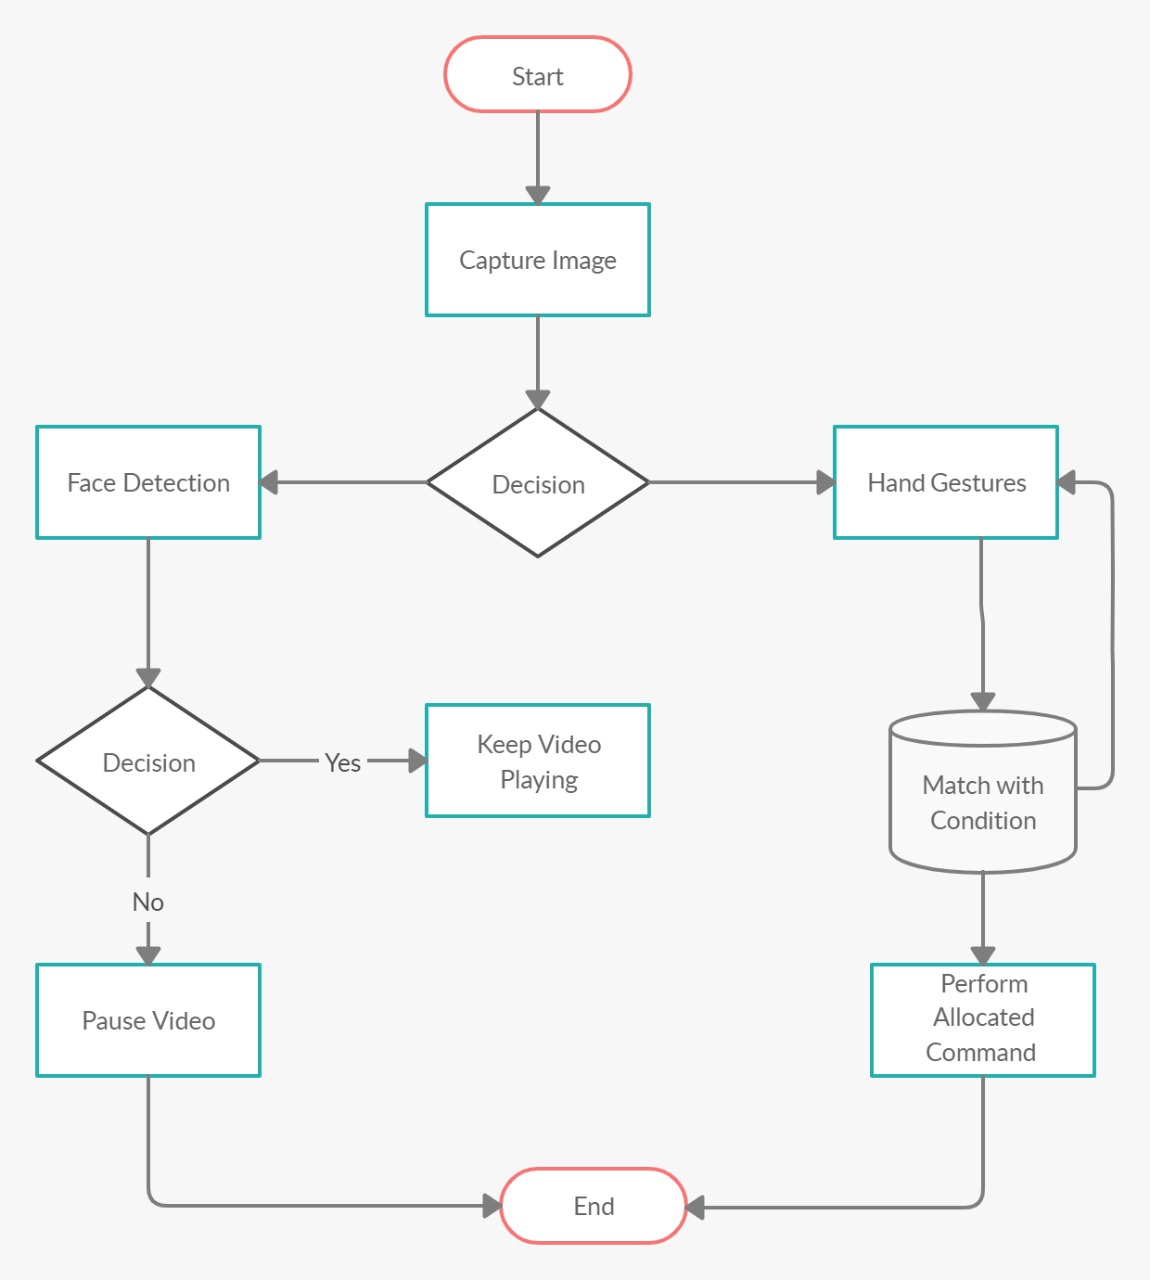 Start
Capture Image
Face Detection
Decision
Hand Gestures
Decision
Yes
Keep Video
Playing
Match with
Condition
No
Pause Video
Perform
Allocated
Command
End